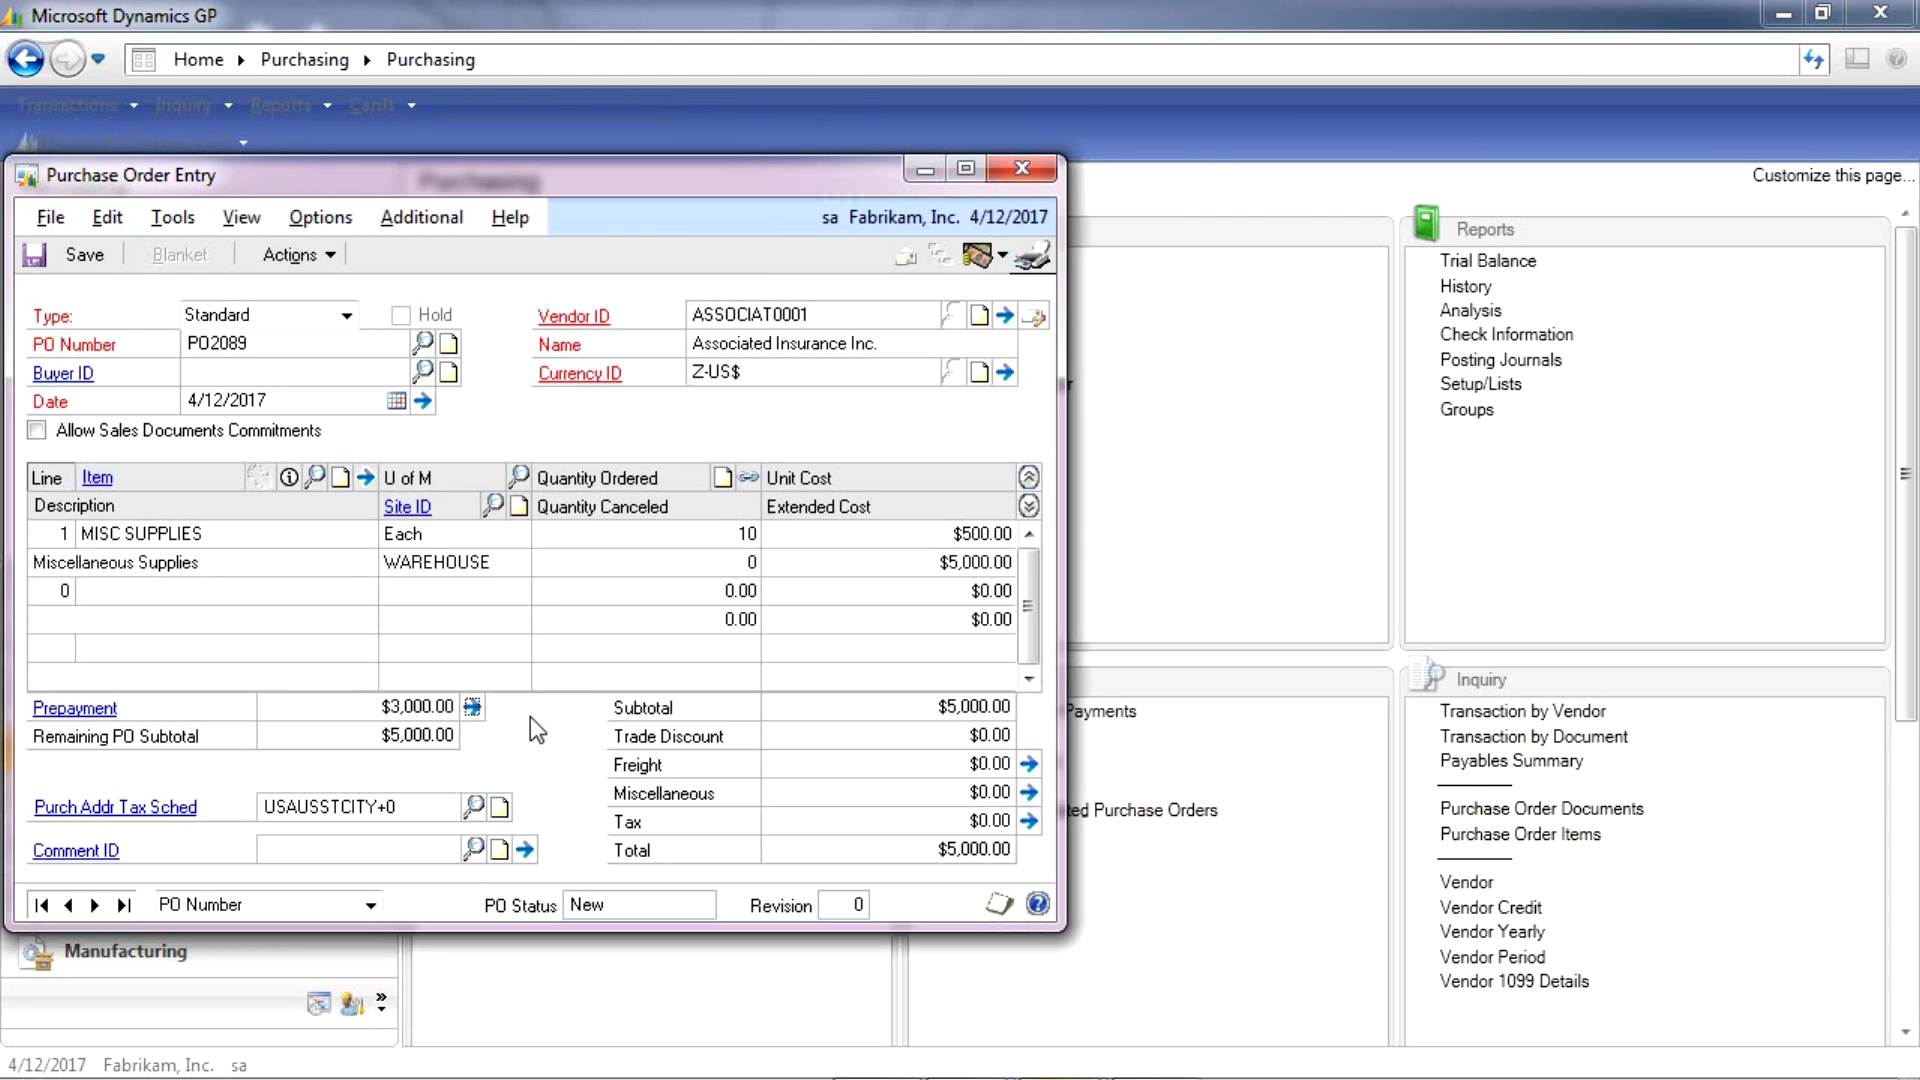 Microsoft Dynamics GP
Home Purchasing Purchasing
Transactions Inquiry Reports Cards
Purchase Order Entry
Purchasing
Customize this page...
File Edit Tools View Options Additional Help sa Fabrikam, Inc. 4/12/2017
Save Blanket Actions
Type: Standard Hold Vendor ID ASSOCIAT0001
PO Number PO2089 Name Associated Insurance Inc.
Buyer ID Currency ID Z-US$
Date 4/12/2017
Allow Sales Documents Commitments
Line Item U of M Quantity Ordered Unit Cost
Description Site ID Quantity Canceled Extended Cost
1 MISC SUPPLIES Each 10 $500.00
Miscellaneous Supplies WAREHOUSE 0 $5,000.00
0 0.00 $0.00
0.00 $0.00
Prepayment $3,000.00 Subtotal $5,000.00
Remaining PO Subtotal $5,000.00 Trade Discount $0.00
Freight $0.00
Miscellaneous $0.00
Purch Addr Tax Sched USAUSSTCITY+0 Tax $0.00
Comment ID Total $5,000.00
PO Number PO Status New Revision 0
Manufacturing
4/12/2017 Fabrikam, Inc. sa
Payments
ted Purchase Orders
Reports
Trial Balance
History
Analysis
Check Information
Posting Journals
Setup/Lists
Groups
Inquiry
Transaction by Vendor
Transaction by Document
Payables Summary
Purchase Order Documents
Purchase Order Items
Vendor
Vendor Credit
Vendor Yearly
Vendor Period
Vendor 1099 Details